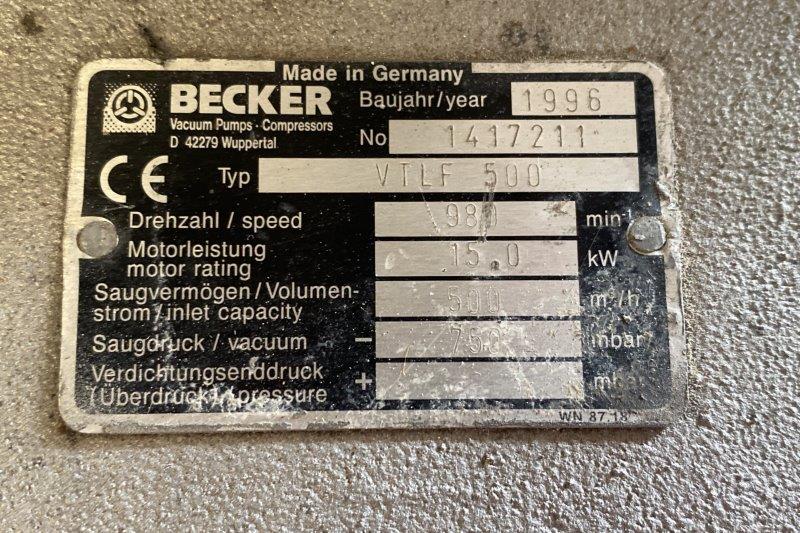 Made in Germany
BECKER
Vacuum Pumps · Compressors
D 42279 Wuppertal
Baujahr/year 1996
No 1417211
CE Typ VTLF 500
Drehzahl / speed 980 min-1
Motorleistung
motor rating 15.0 kW
Saugvermögen/Volumen-
strom/inlet capacity 500 m³/h
Saugdruck / vacuum - 750 mbar
Verdichtungsenddruck
(Überdruck)/pressure + mbar
WN 87.18